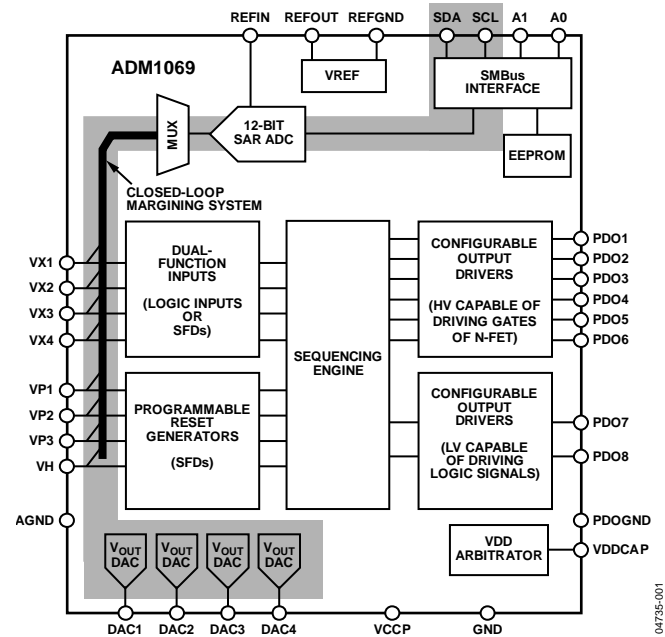 REFIN REFOUT REFGND SDA SCL A1 A0
ADM1069
VREF
SMBus
INTERFACE
MUX
12-BIT
SAR ADC
EEPROM
CLOSED-LOOP
MARGINING SYSTEM
VX1
VX2
VX3
VX4
DUAL-
FUNCTION
INPUTS
(LOGIC INPUTS
OR
SFDs)
VP1
VP2
VP3
VH
PROGRAMMABLE
RESET
GENERATORS
(SFDs)
SEQUENCING
ENGINE
CONFIGURABLE
OUTPUT
DRIVERS
(HV CAPABLE OF
DRIVING GATES
OF N-FET)
PDO1
PDO2
PDO3
PDO4
PDO5
PDO6
CONFIGURABLE
OUTPUT
DRIVERS
(LV CAPABLE
OF DRIVING
LOGIC SIGNALS)
PDO7
PDO8
AGND
PDOGND
VDD
ARBITRATOR
VDDCAP
VOUT
DAC
VOUT
DAC
VOUT
DAC
VOUT
DAC
DAC1 DAC2 DAC3 DAC4 VCCP GND
04735-001